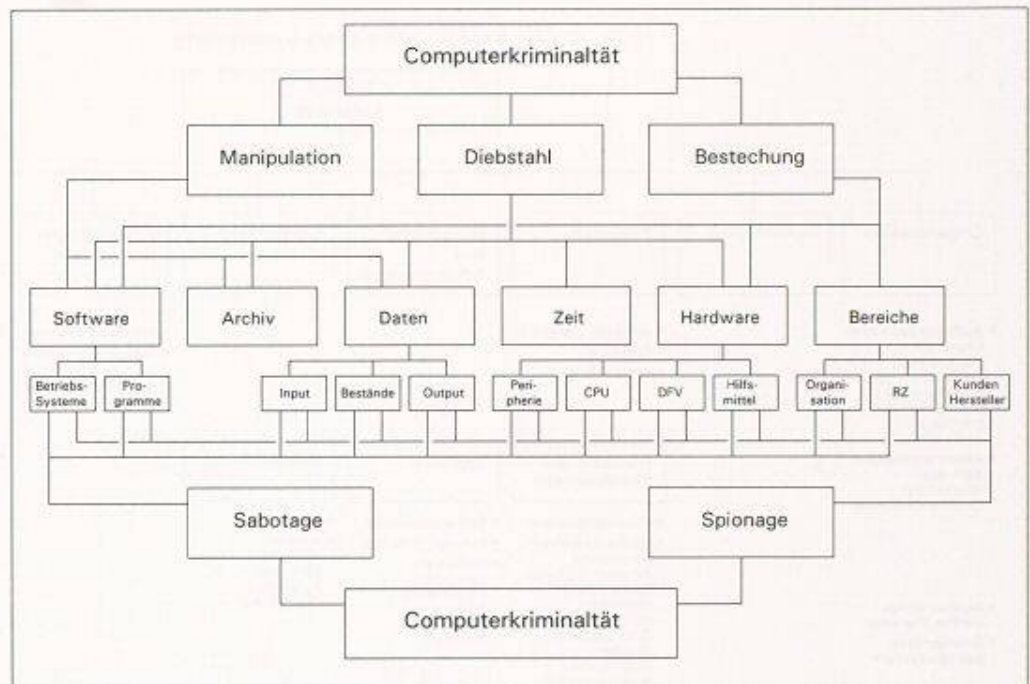 Computerkriminaltät
Manipulation
Diebstahl
Bestechung
Software
Archiv
Daten
Zeit
Hardware
Bereiche
Betriebs-
Systeme
Pro-
gramme
Input
Bestände
Output
Peri-
pherie
CPU
DFV
Hilfs-
mittel
Organi-
sation
RZ
Kunden
Hersteller
Sabotage
Spionage
Computerkriminaltät